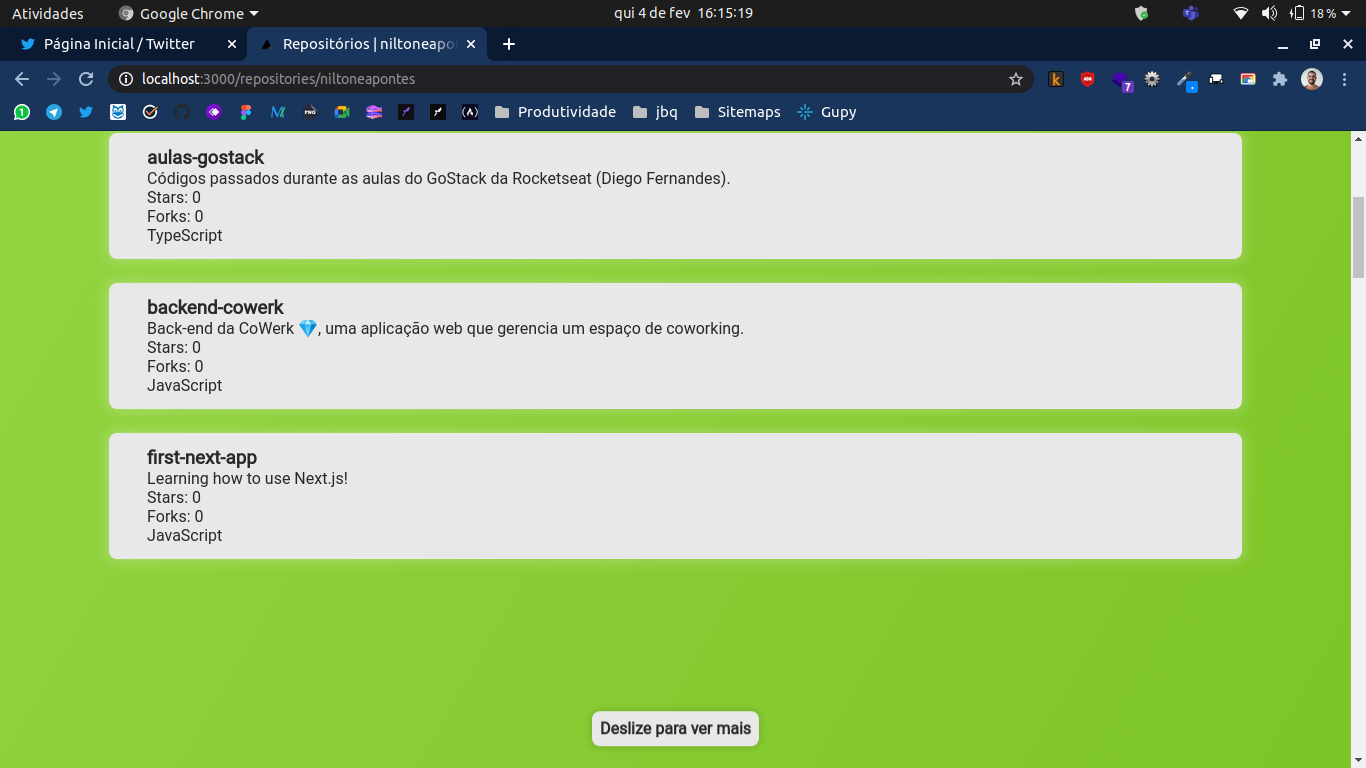 Atividades
Google Chrome
qui 4 de fev 16:15:19
18 %
Página Inicial / Twitter
Repositórios | niltoneapo
localhost:3000/repositories/niltoneapontes
7
1
PNG
Produtividade
jbq
Sitemaps
Gupy
aulas-gostack
Códigos passados durante as aulas do GoStack da Rocketseat (Diego Fernandes).
Stars: 0
Forks: 0
TypeScript
backend-cowerk
Back-end da CoWerk 💎, uma aplicação web que gerencia um espaço de coworking.
Stars: 0
Forks: 0
JavaScript
first-next-app
Learning how to use Next.js!
Stars: 0
Forks: 0
JavaScript
Deslize para ver mais